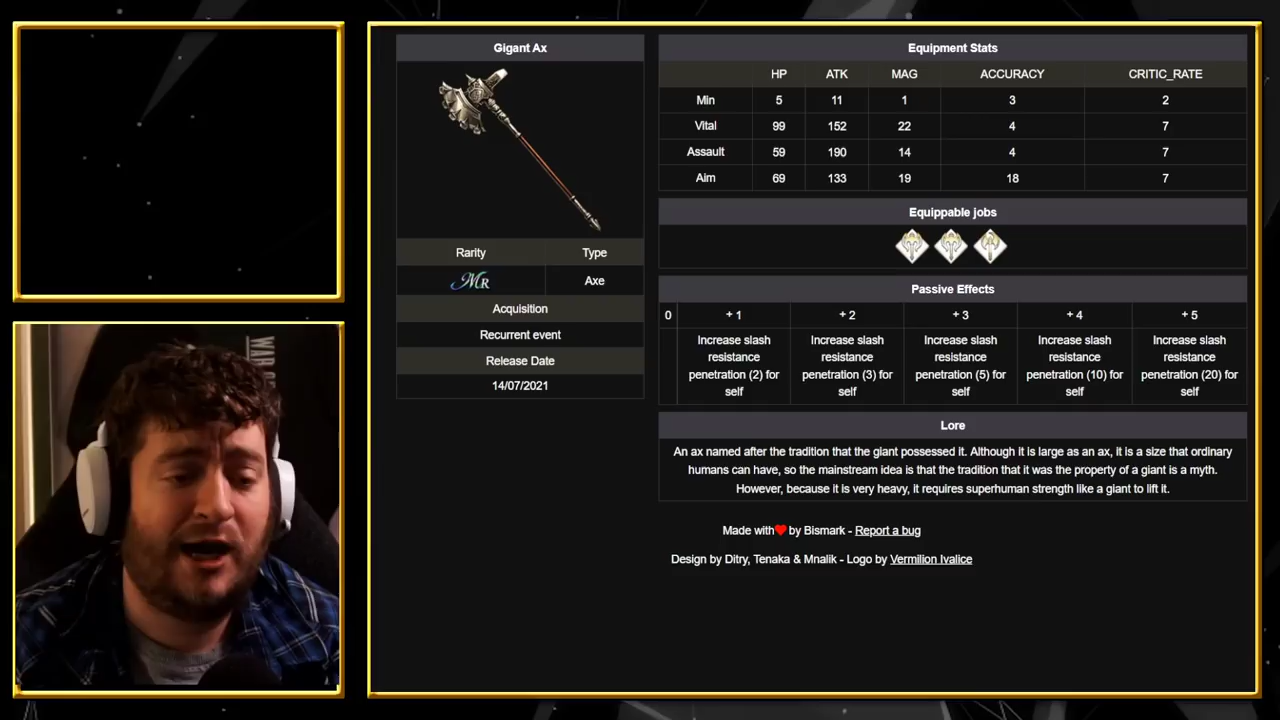 Gigant Ax
Rarity Type
MR Axe
Acquisition
Recurrent event
Release Date
14/07/2021
Equipment Stats
HP ATK MAG ACCURACY CRITIC_RATE
Min 5 11 1 3 2
Vital 99 152 22 4 7
Assault 59 190 14 4 7
Aim 69 133 19 18 7
Equippable jobs
Passive Effects
0 + 1 + 2 + 3 + 4 + 5
Increase slash Increase slash Increase slash Increase slash Increase slash
resistance resistance resistance resistance resistance
penetration (2) for penetration (3) for penetration (5) for penetration (10) for penetration (20) for
self self self self self
Lore
An ax named after the tradition that the giant possessed it. Although it is large as an ax, it is a size that ordinary
humans can have, so the mainstream idea is that the tradition that it was the property of a giant is a myth.
However, because it is very heavy, it requires superhuman strength like a giant to lift it.
Made with❤ by Bismark - Report a bug
Design by Ditry, Tenaka & Mnalik - Logo by Vermilion Ivalice